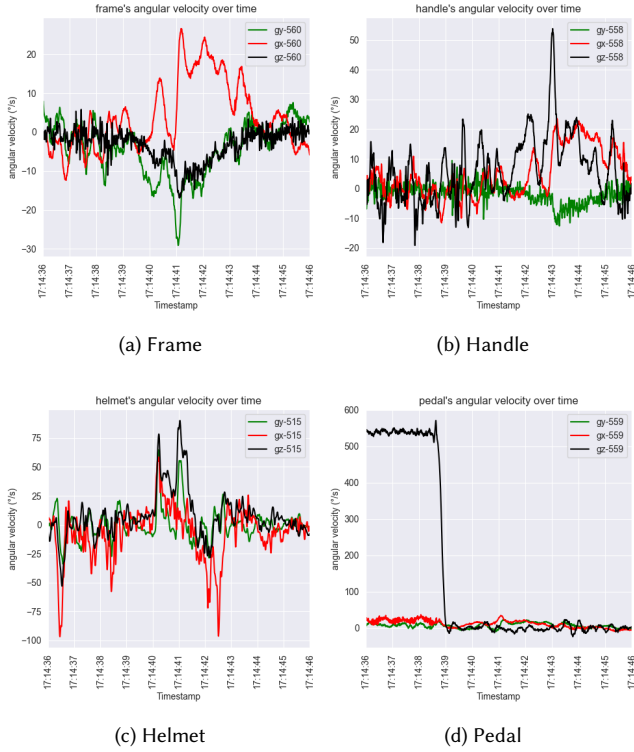 frame's angular velocity over time
gy-560
gx-560
gz-560
20
10
0
−10
−20
−30
angular velocity (°/s)
17:14:36
17:14:37
17:14:38
17:14:39
17:14:40
17:14:41
17:14:42
17:14:43
17:14:44
17:14:45
17:14:46
Timestamp
(a) Frame
handle's angular velocity over time
gy-558
gx-558
gz-558
50
40
30
20
10
0
−10
−20
angular velocity (°/s)
17:14:36
17:14:37
17:14:38
17:14:39
17:14:40
17:14:41
17:14:42
17:14:43
17:14:44
17:14:45
17:14:46
Timestamp
(b) Handle
helmet's angular velocity over time
gy-515
gx-515
gz-515
75
50
25
0
−25
−50
−75
−100
angular velocity (°/s)
17:14:36
17:14:37
17:14:38
17:14:39
17:14:40
17:14:41
17:14:42
17:14:43
17:14:44
17:14:45
17:14:46
Timestamp
(c) Helmet
pedal's angular velocity over time
gy-559
gx-559
gz-559
600
500
400
300
200
100
0
angular velocity (°/s)
17:14:36
17:14:37
17:14:38
17:14:39
17:14:40
17:14:41
17:14:42
17:14:43
17:14:44
17:14:45
17:14:46
Timestamp
(d) Pedal